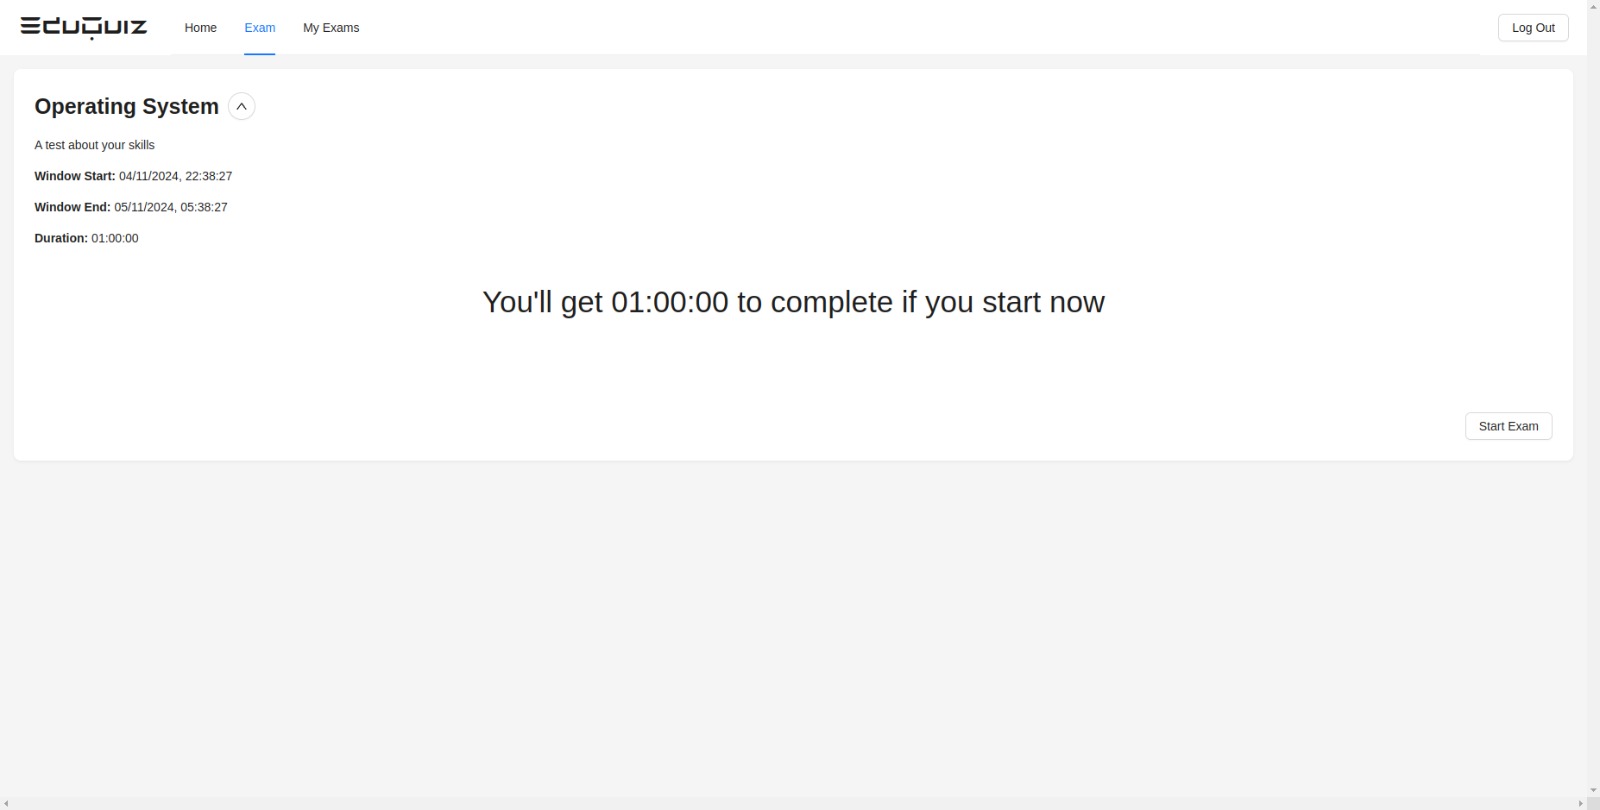 EDUQUIZ
Home
Exam
My Exams
Log Out
Operating System
A test about your skills
Window Start: 04/11/2024, 22:38:27
Window End: 05/11/2024, 05:38:27
Duration: 01:00:00
You'll get 01:00:00 to complete if you start now
Start Exam